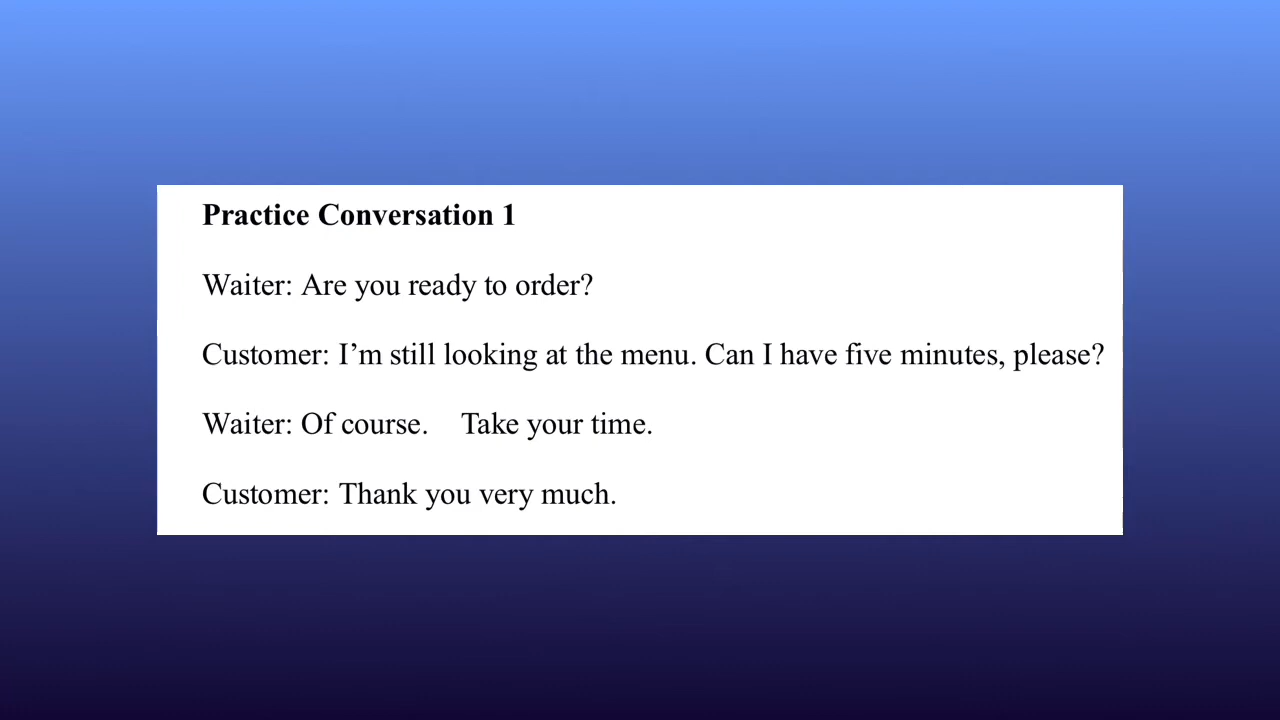 Practice Conversation 1
Waiter: Are you ready to order?
Customer: I’m still looking at the menu. Can I have five minutes, please?
Waiter: Of course.    Take your time.
Customer: Thank you very much.